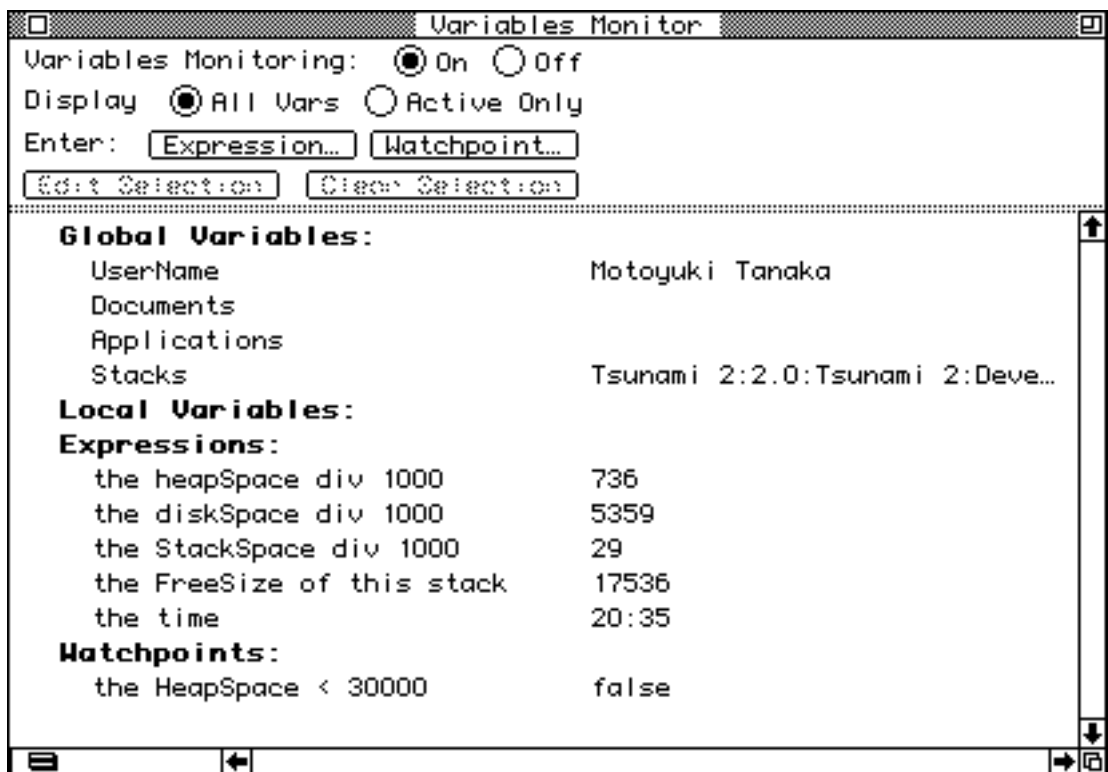 Variables Monitor
Variables Monitoring: On Off
Display All Vars Active Only
Enter: Expression… Watchpoint…
Edit Selection Clear Selection
Global Variables:
UserName Motoyuki Tanaka
Documents
Applications
Stacks Tsunami 2:2.0:Tsunami 2:Deve…
Local Variables:
Expressions:
the heapSpace div 1000 736
the diskSpace div 1000 5359
the StackSpace div 1000 29
the FreeSize of this stack 17536
the time 20:35
Watchpoints:
the HeapSpace < 30000 false